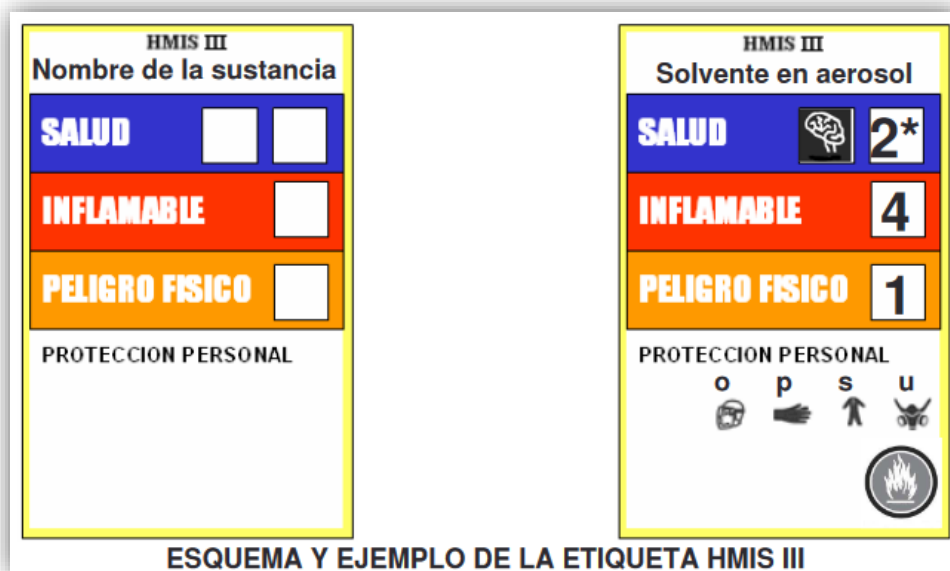 HMIS III
Nombre de la sustancia
SALUD
INFLAMABLE
PELIGRO FISICO
PROTECCION PERSONAL
HMIS III
Solvente en aerosol
SALUD 2*
INFLAMABLE 4
PELIGRO FISICO 1
PROTECCION PERSONAL
o p s u
ESQUEMA Y EJEMPLO DE LA ETIQUETA HMIS III